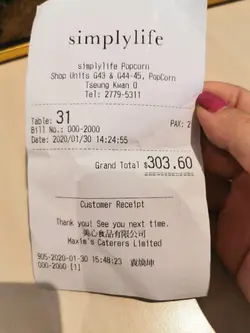 simplylife
simplylife Popcorn
Shop Units G43 & G44-45, PopCorn
Tseung Kwan O
Tel: 2779-5311
Table: 31 PAX: 2
Bill No.: 000-2000
Date: 2020/01/30 14:24:55
Grand Total $303.60
Customer Receipt
Thank you! See you next time.
美心食品有限公司
Maxim's Caterers Limited
905-2020-01-30 15:48:23
000-2000 [1]